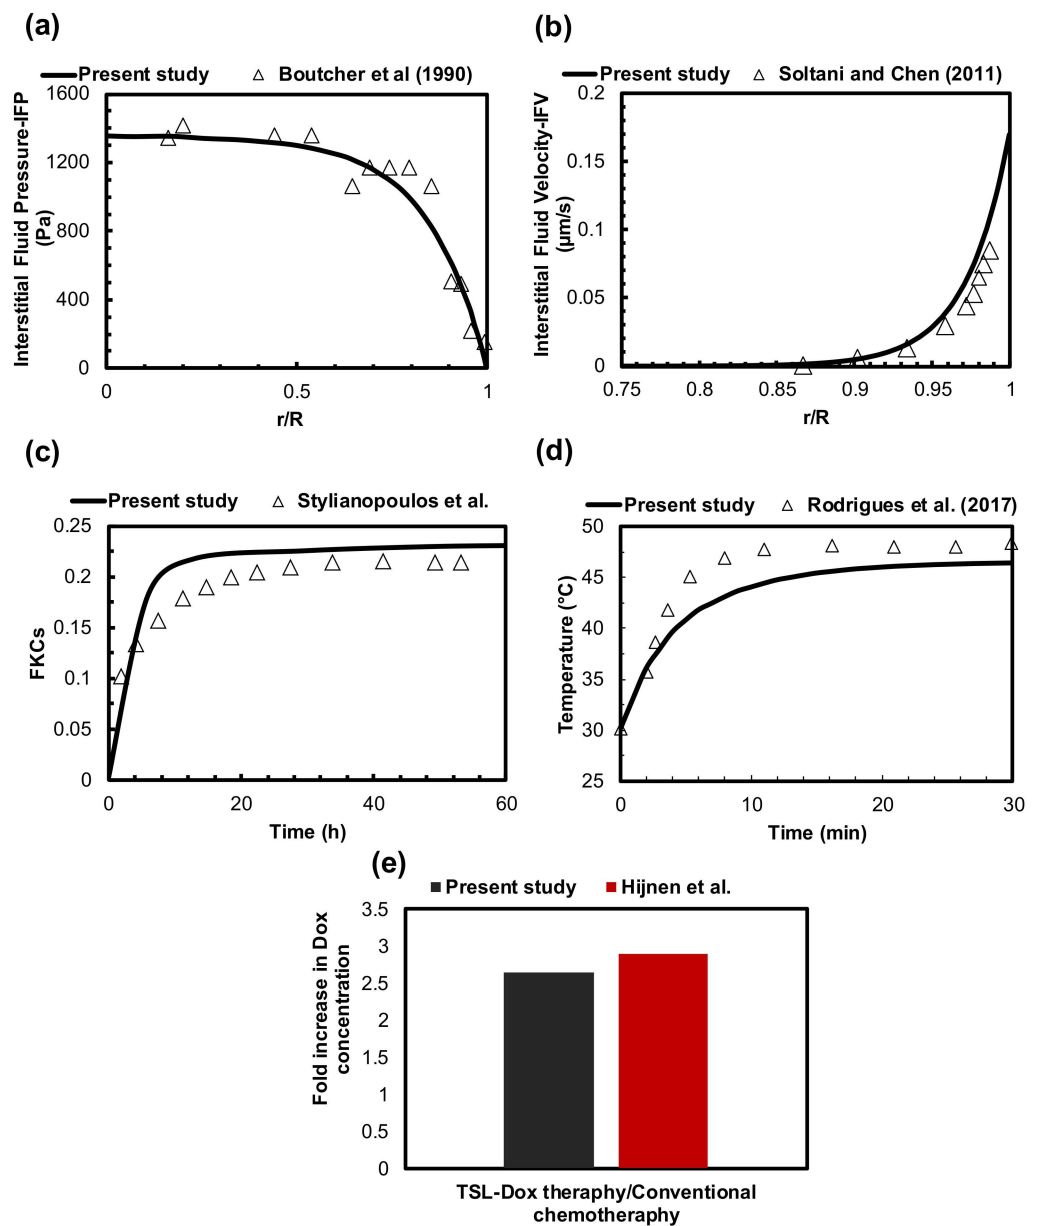 (a)
Present study
Boutcher et al (1990)
Interstitial Fluid Pressure-IFP
(Pa)
1600
1200
800
400
0
0
0.5
1
r/R
(b)
Present study
Soltani and Chen (2011)
Interstitial Fluid Velocity-IFV
(µm/s)
0.2
0.15
0.1
0.05
0
0.75
0.8
0.85
0.9
0.95
1
r/R
(c)
Present study
Stylianopoulos et al.
FKCs
0.25
0.2
0.15
0.1
0.05
0
0
20
40
60
Time (h)
(d)
Present study
Rodrigues et al. (2017)
Temperature (°C)
50
45
40
35
30
25
0
10
20
30
Time (min)
(e)
Present study
Hijnen et al.
Fold increase in Dox
concentration
3.5
3
2.5
2
1.5
1
0.5
0
TSL-Dox theraphy/Conventional
chemotheraphy